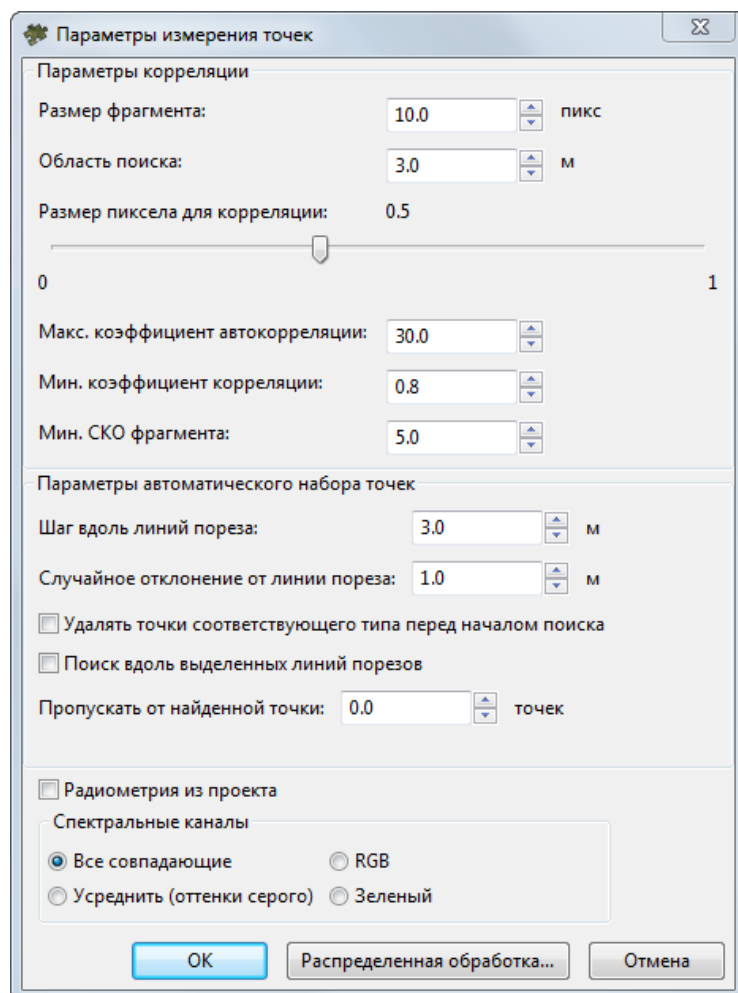 Параметры измерения точек
Параметры корреляции
Размер фрагмента: 10.0 пикс
Область поиска: 3.0 м
Размер пиксела для корреляции: 0.5
0 1
Макс. коэффициент автокорреляции: 30.0
Мин. коэффициент корреляции: 0.8
Мин. СКО фрагмента: 5.0
Параметры автоматического набора точек
Шаг вдоль линий пореза: 3.0 м
Случайное отклонение от линии пореза: 1.0 м
Удалять точки соответствующего типа перед началом поиска
Поиск вдоль выделенных линий порезов
Пропускать от найденной точки: 0.0 точек
Радиометрия из проекта
Спектральные каналы
Все совпадающие RGB
Усреднить (оттенки серого) Зеленый
OK Распределенная обработка... Отмена